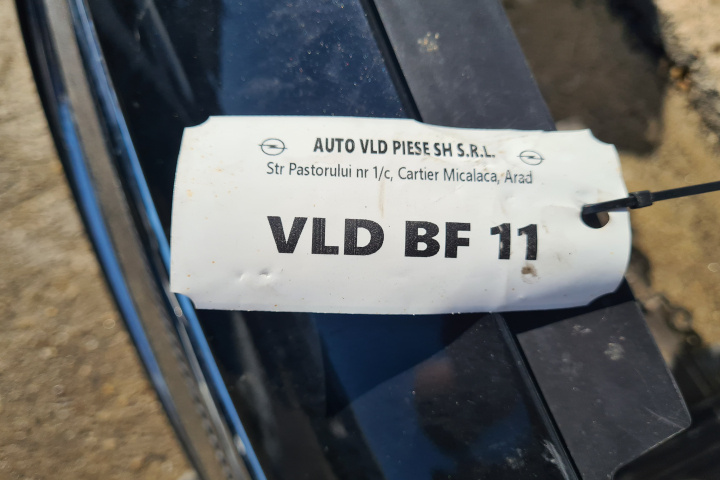 AUTO VLD PIESE SH S.R.L.
Str Pastorului nr 1/c, Cartier Micalaca, Arad
VLD BF 11